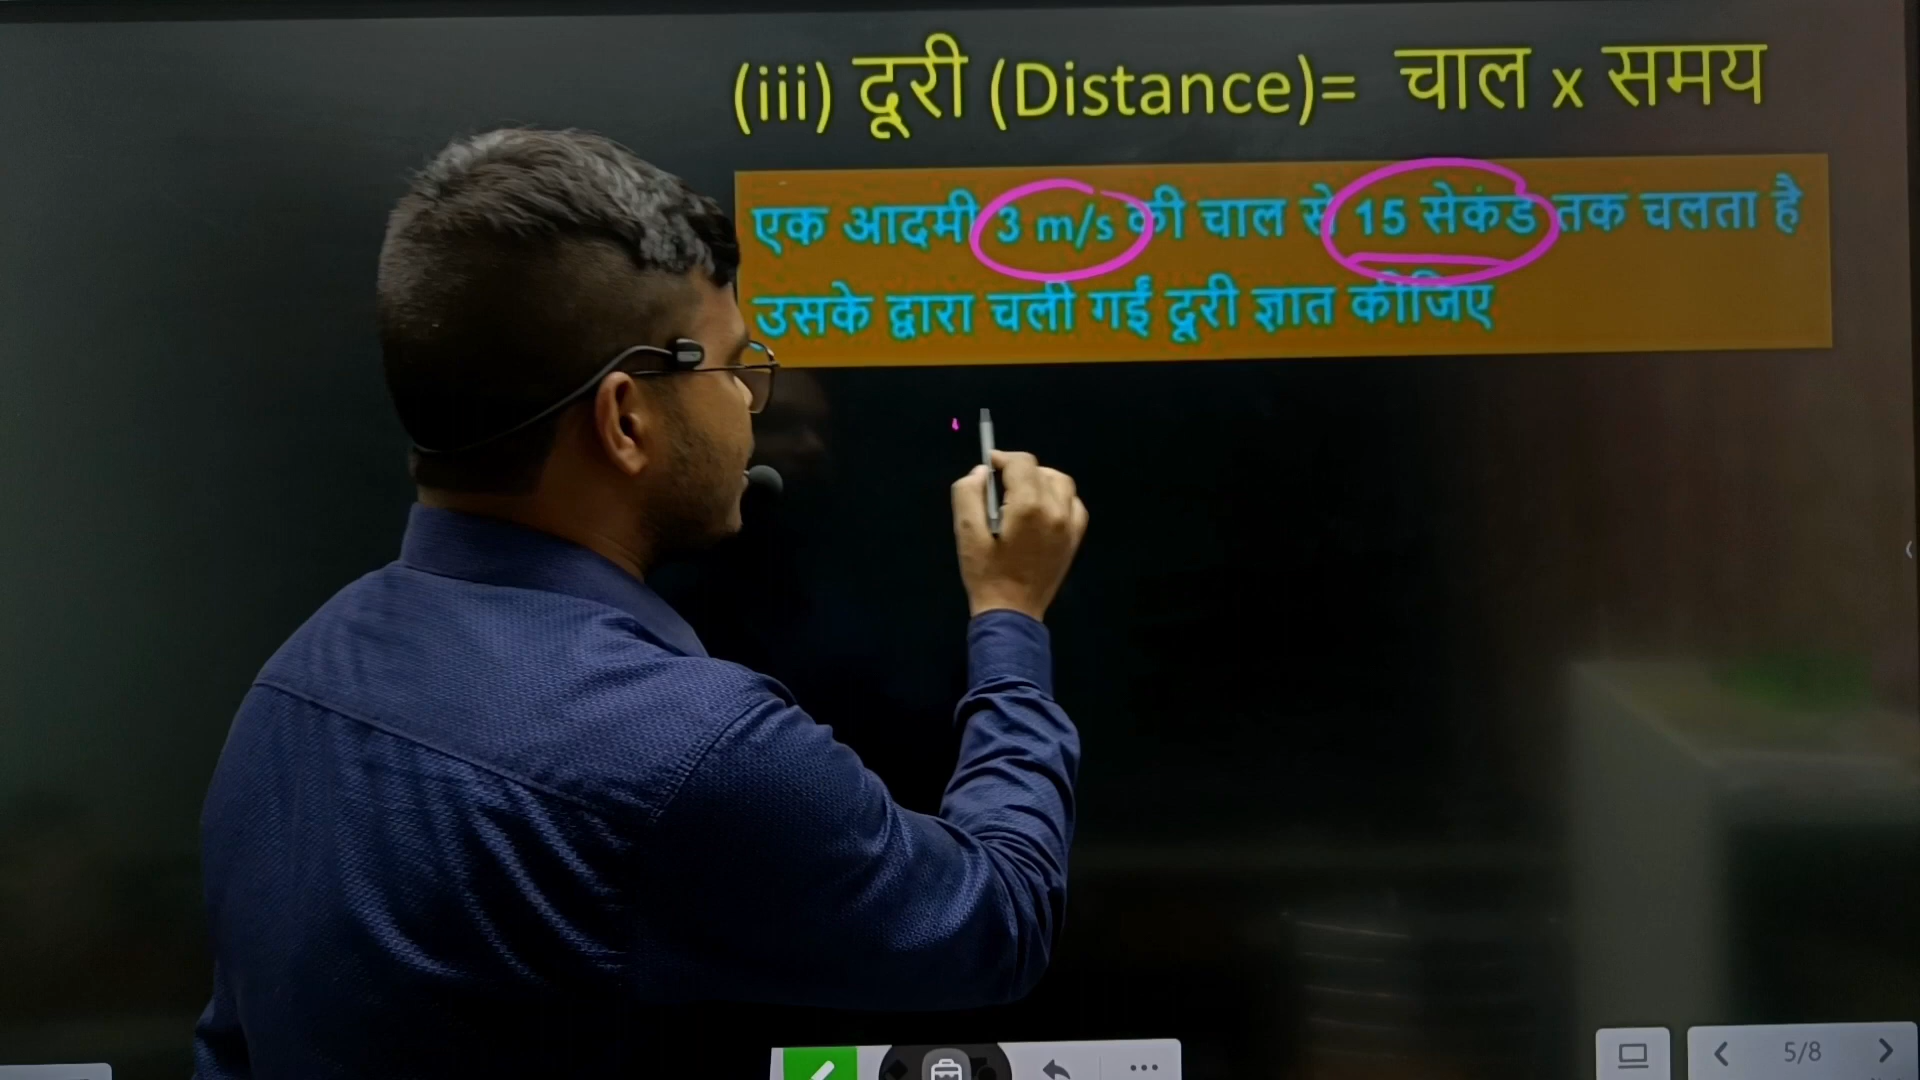 (iii) दूरी (Distance)= चाल x समय
एक आदमी 3 m/s की चाल से 15 सेकंड तक चलता है
उसके द्वारा चली गईं दूरी ज्ञात कीजिए
5/8